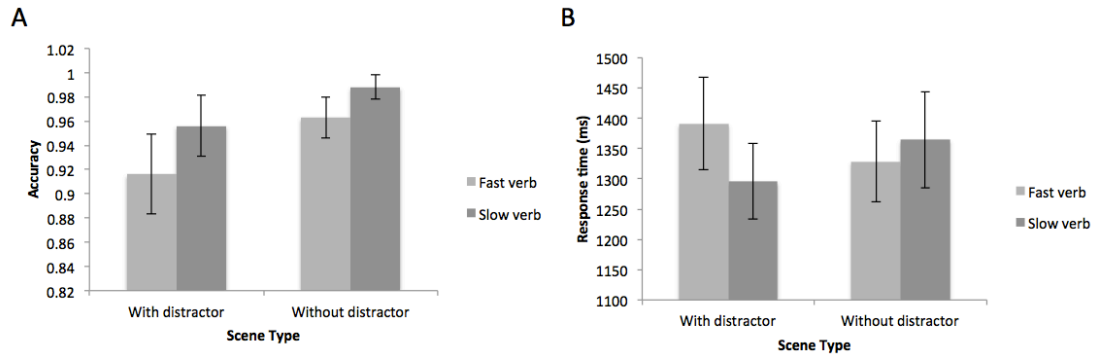 A
Accuracy
1.02
1
0.98
0.96
0.94
0.92
0.9
0.88
0.86
0.84
0.82
With distractor
Without distractor
Scene Type
Fast verb
Slow verb
B
Response time (ms)
1500
1450
1400
1350
1300
1250
1200
1150
1100
With distractor
Without distractor
Scene Type
Fast verb
Slow verb